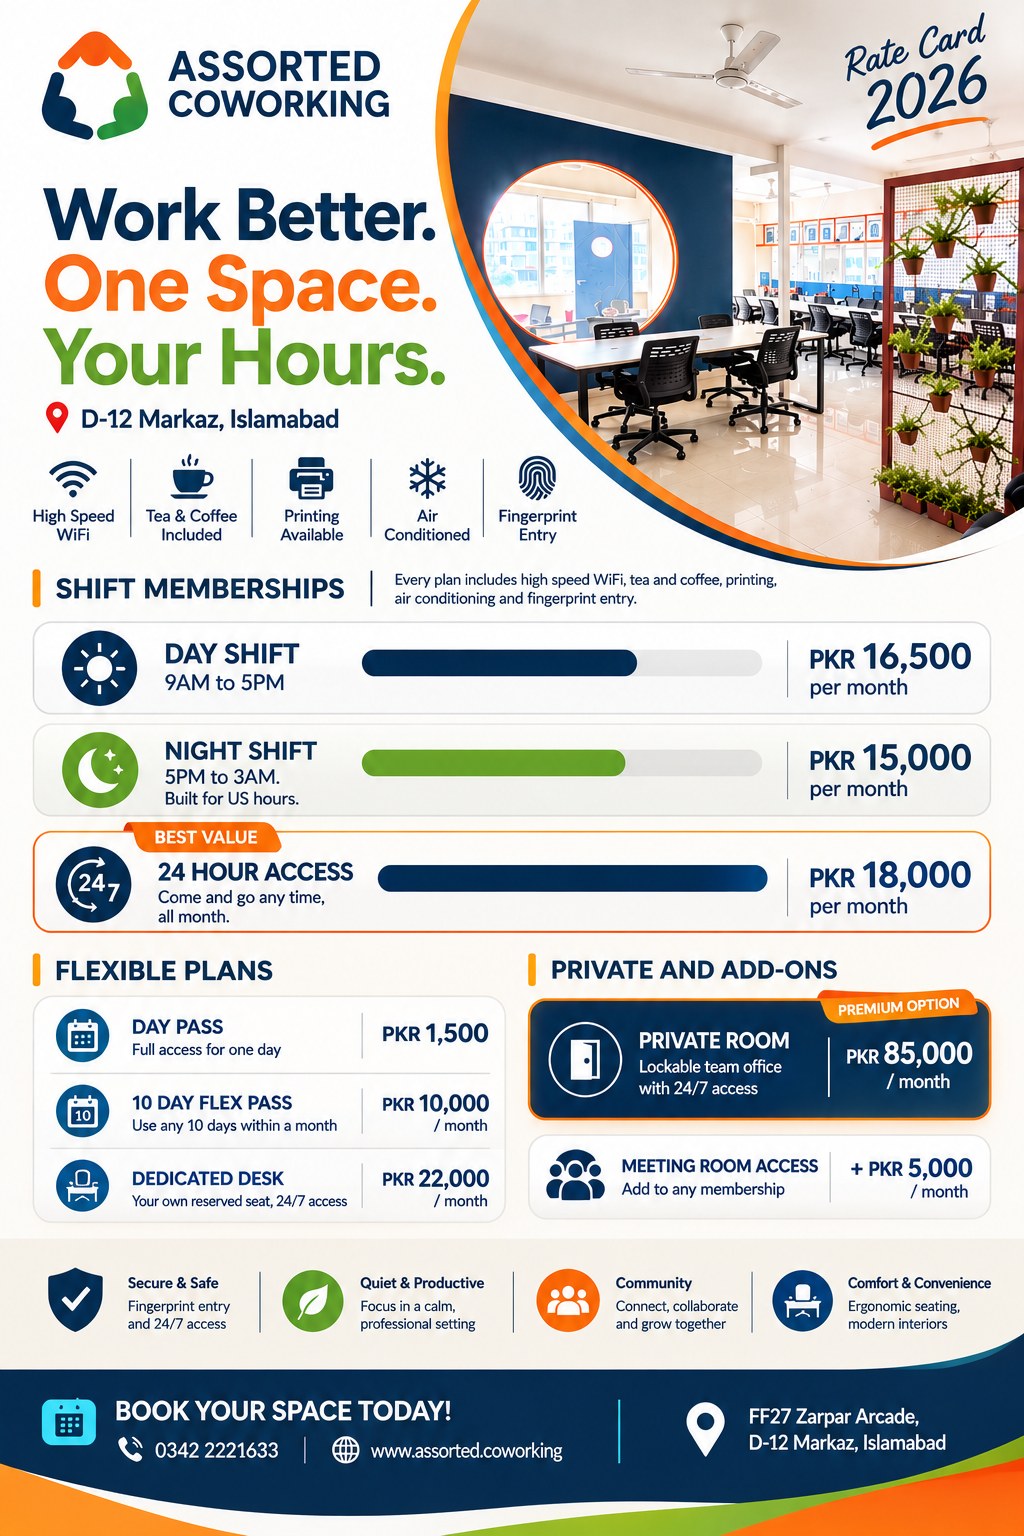 ASSORTED
COWORKING
Rate Card
2026
Work Better.
One Space.
Your Hours.
D-12 Markaz, Islamabad
High Speed
WiFi
Tea & Coffee
Included
Printing
Available
Air
Conditioned
Fingerprint
Entry
SHIFT MEMBERSHIPS
Every plan includes high speed WiFi, tea and coffee, printing,
air conditioning and fingerprint entry.
DAY SHIFT
9AM to 5PM
PKR 16,500
per month
NIGHT SHIFT
5PM to 3AM.
Built for US hours.
PKR 15,000
per month
BEST VALUE
24 7
24 HOUR ACCESS
Come and go any time,
all month.
PKR 18,000
per month
FLEXIBLE PLANS
DAY PASS
Full access for one day
PKR 1,500
10
10 DAY FLEX PASS
Use any 10 days within a month
PKR 10,000
/ month
DEDICATED DESK
Your own reserved seat, 24/7 access
PKR 22,000
/ month
PRIVATE AND ADD-ONS
PREMIUM OPTION
PRIVATE ROOM
Lockable team office
with 24/7 access
PKR 85,000
/ month
MEETING ROOM ACCESS
Add to any membership
+ PKR 5,000
/ month
Secure & Safe
Fingerprint entry
and 24/7 access
Quiet & Productive
Focus in a calm,
professional setting
Community
Connect, collaborate
and grow together
Comfort & Convenience
Ergonomic seating,
modern interiors
BOOK YOUR SPACE TODAY!
0342 2221633
www.assorted.coworking
FF27 Zarpar Arcade,
D-12 Markaz, Islamabad